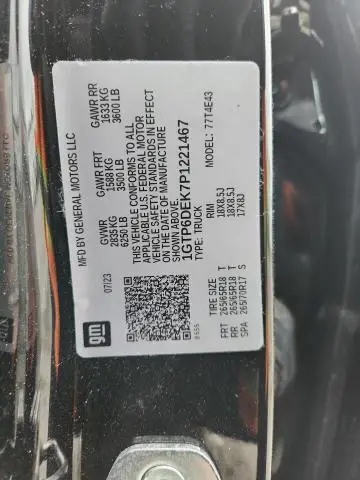 MFD BY GENERAL MOTORS LLC
07/23
gm
GVWR GAWR FRT GAWR RR
2835 KG 1588 KG 1633 KG
6250 LB 3500 LB 3600 LB
THIS VEHICLE CONFORMS TO ALL
APPLICABLE U.S. FEDERAL MOTOR
VEHICLE SAFETY STANDARDS IN EFFECT
ON THE DATE OF MANUFACTURE
SHOWN ABOVE.
1GTP6DEK7P1221467
TYPE: TRUCK MODEL: 77T4E43
TIRE SIZE RIM
FRT 265/65R18 T 18X8.5J
RR 265/65R18 T 18X8.5J
SPA 265/70R17 S 17X8J